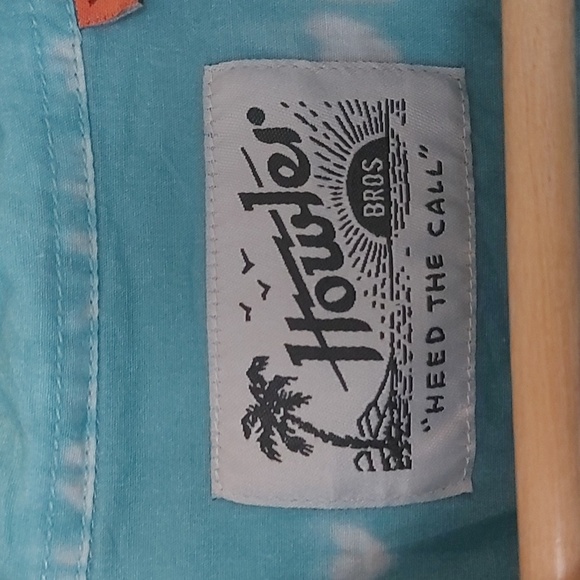 Howler
BROS
"HEED THE CALL"